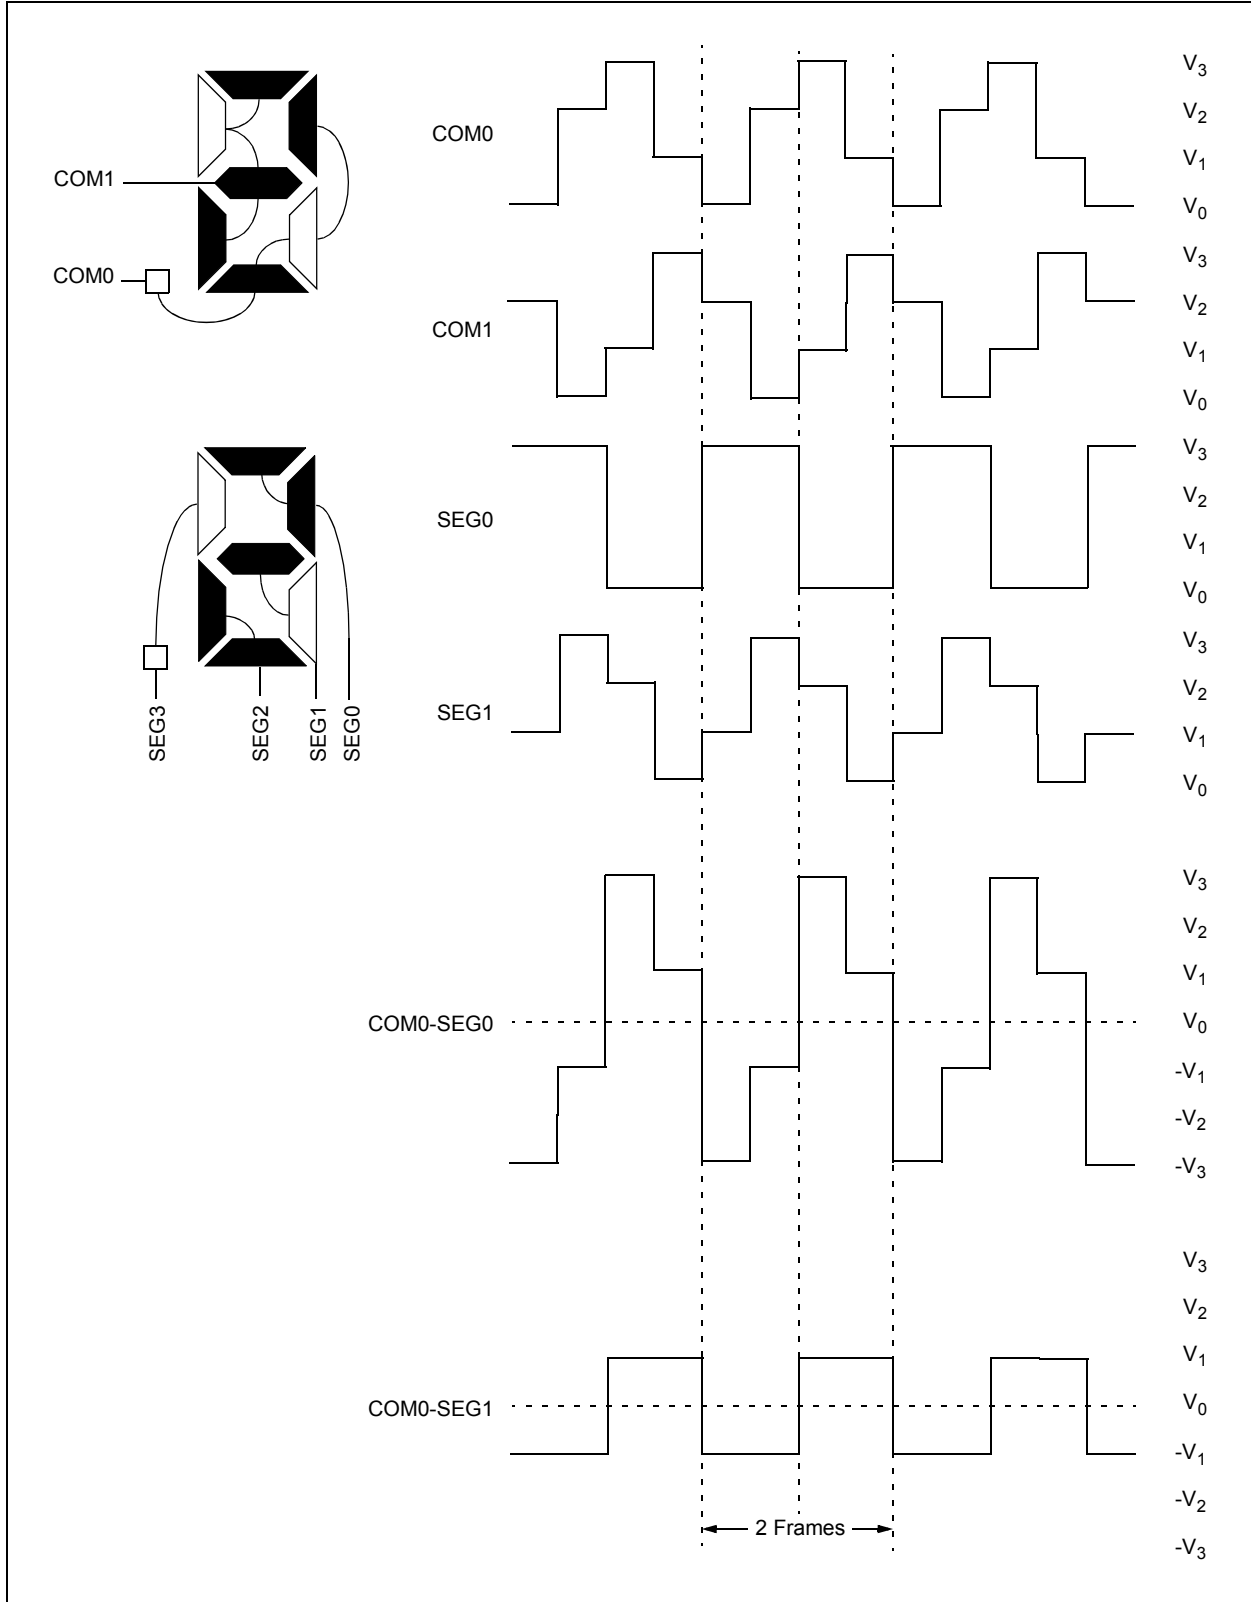 COM1
COM0
SEG3
SEG2
SEG1
SEG0
COM0
V3
V2
V1
V0
COM1
V3
V2
V1
V0
SEG0
V3
V2
V1
V0
SEG1
V3
V2
V1
V0
COM0-SEG0
V3
V2
V1
V0
-V1
-V2
-V3
COM0-SEG1
V3
V2
V1
V0
-V1
-V2
-V3
2 Frames